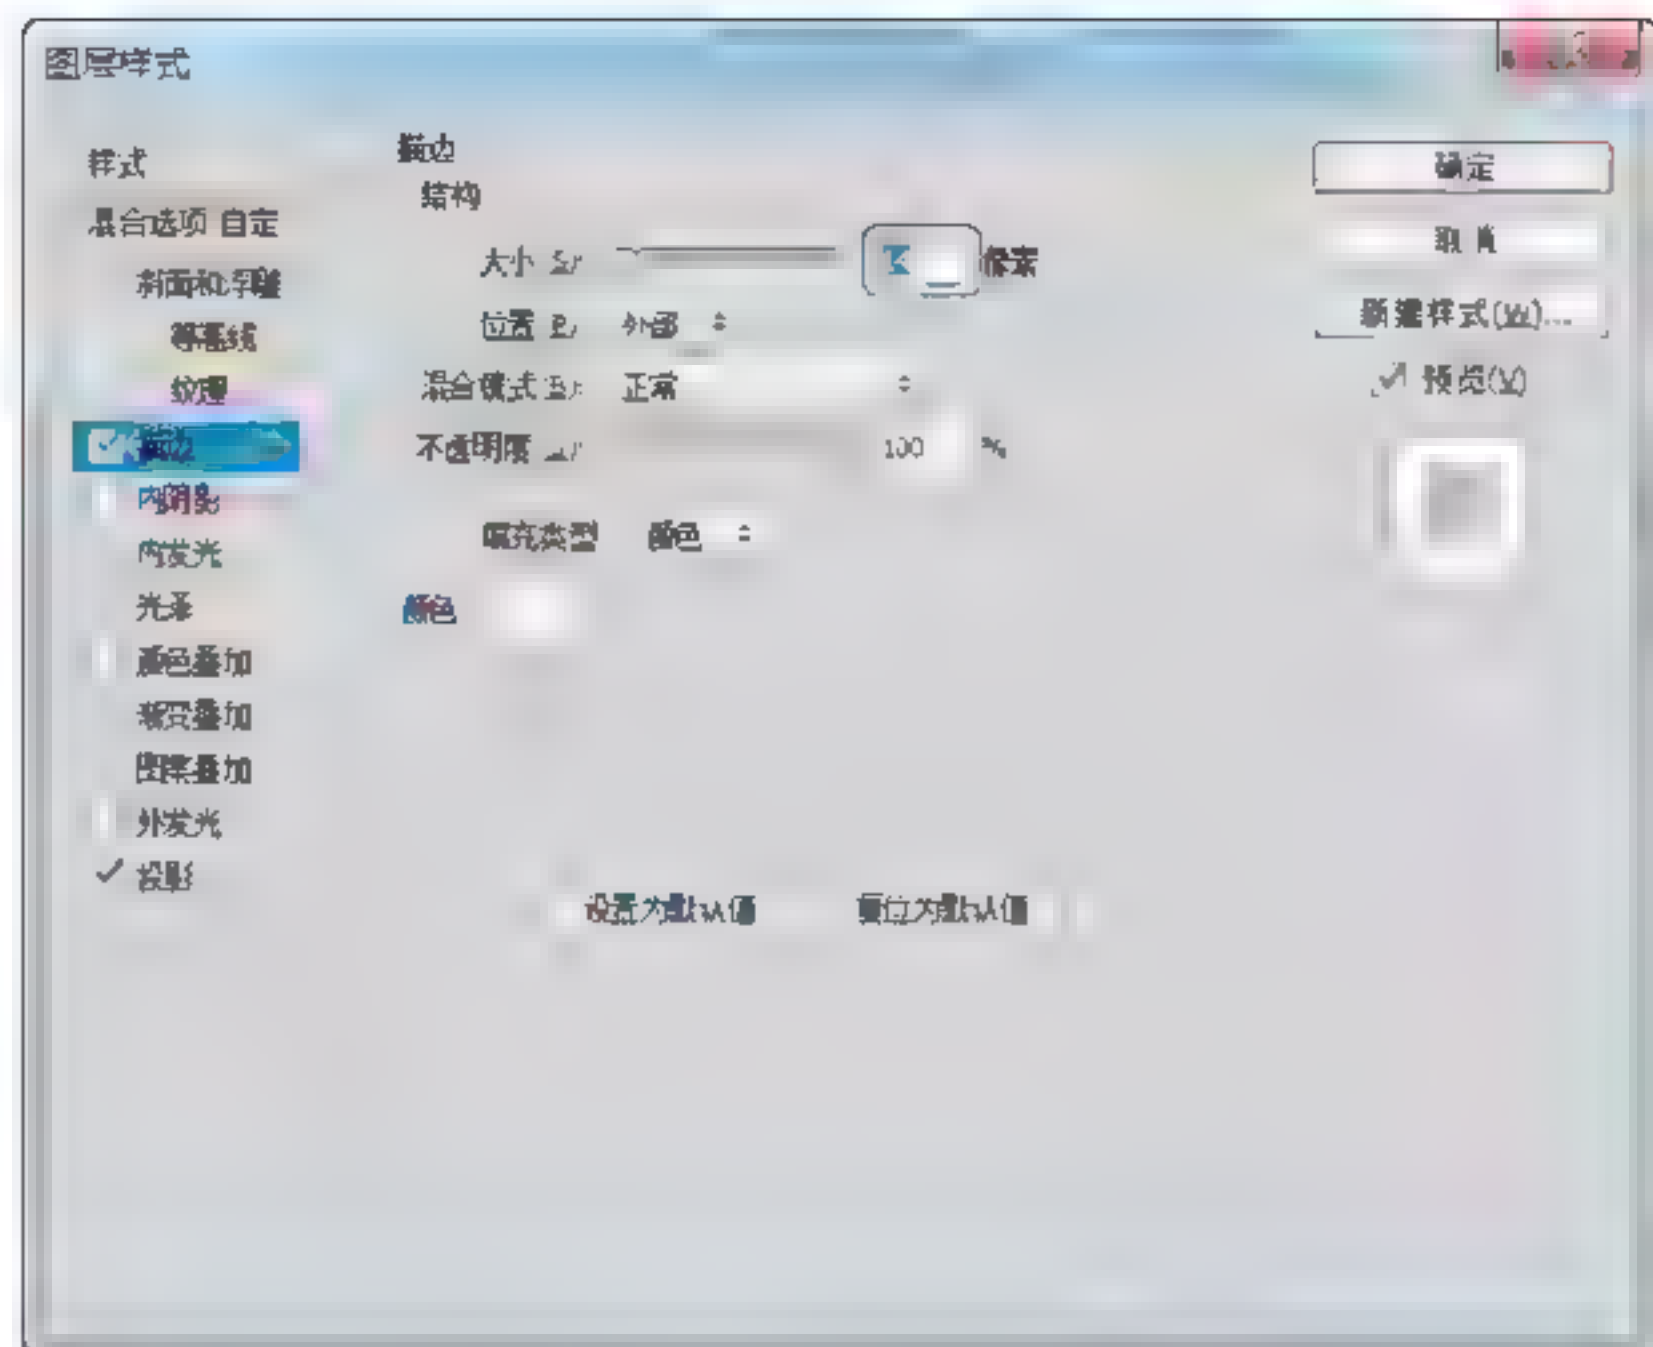 图层样式
样式
混合选项 自定
斜面和浮雕
等高线
纹理
描边
内阴影
内发光
光泽
颜色叠加
渐变叠加
图案叠加
外发光
投影
描边
结构
大小 像素
位置 外部
混合模式 正常
不透明度 100 %
填充类型 颜色
颜色
设置为默认值 复位为默认值
确定
取消
新建样式(W)...
预览(V)